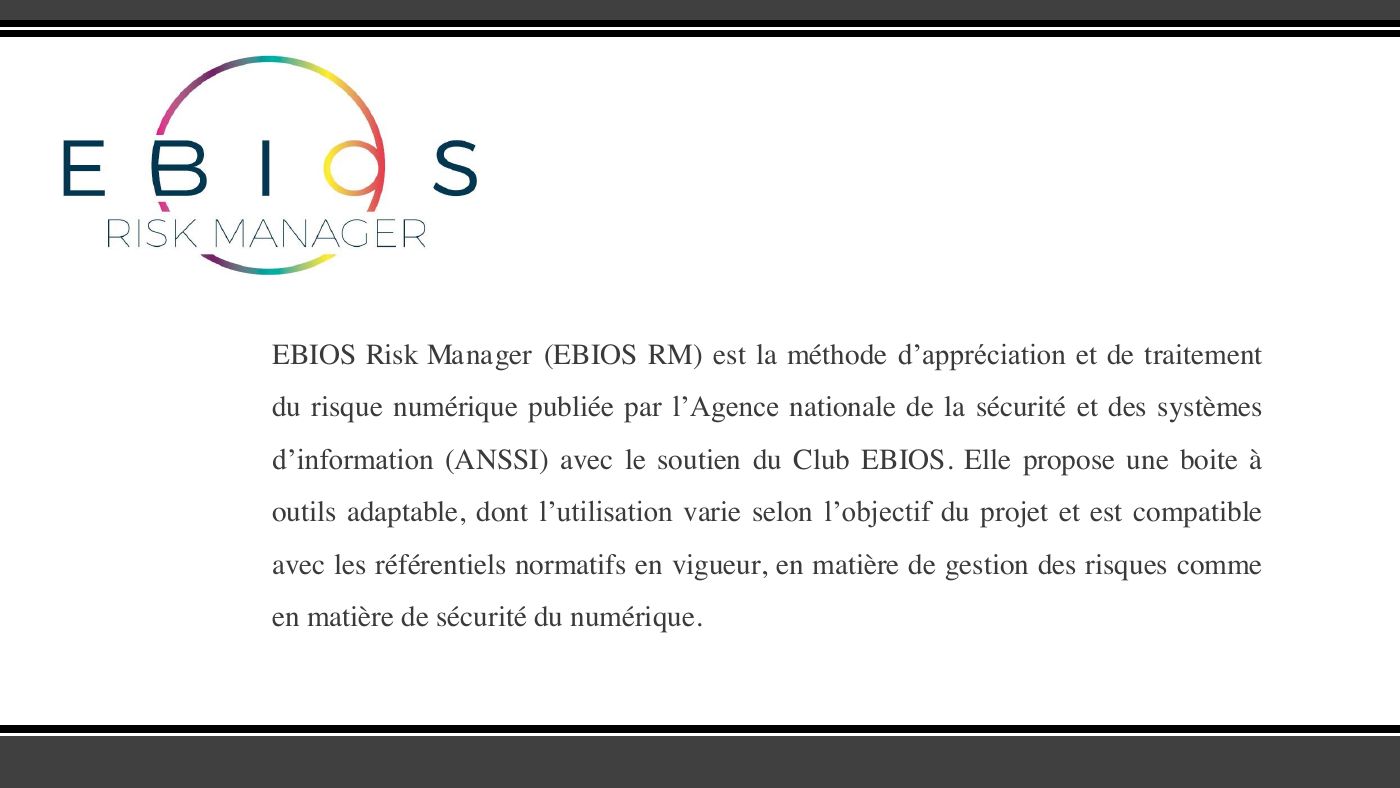 EBIOS
RISK MANAGER
EBIOS Risk Manager (EBIOS RM) est la méthode d’appréciation et de traitement
du risque numérique publiée par l’Agence nationale de la sécurité et des systèmes
d’information (ANSSI) avec le soutien du Club EBIOS. Elle propose une boite à
outils adaptable, dont l’utilisation varie selon l’objectif du projet et est compatible
avec les référentiels normatifs en vigueur, en matière de gestion des risques comme
en matière de sécurité du numérique.